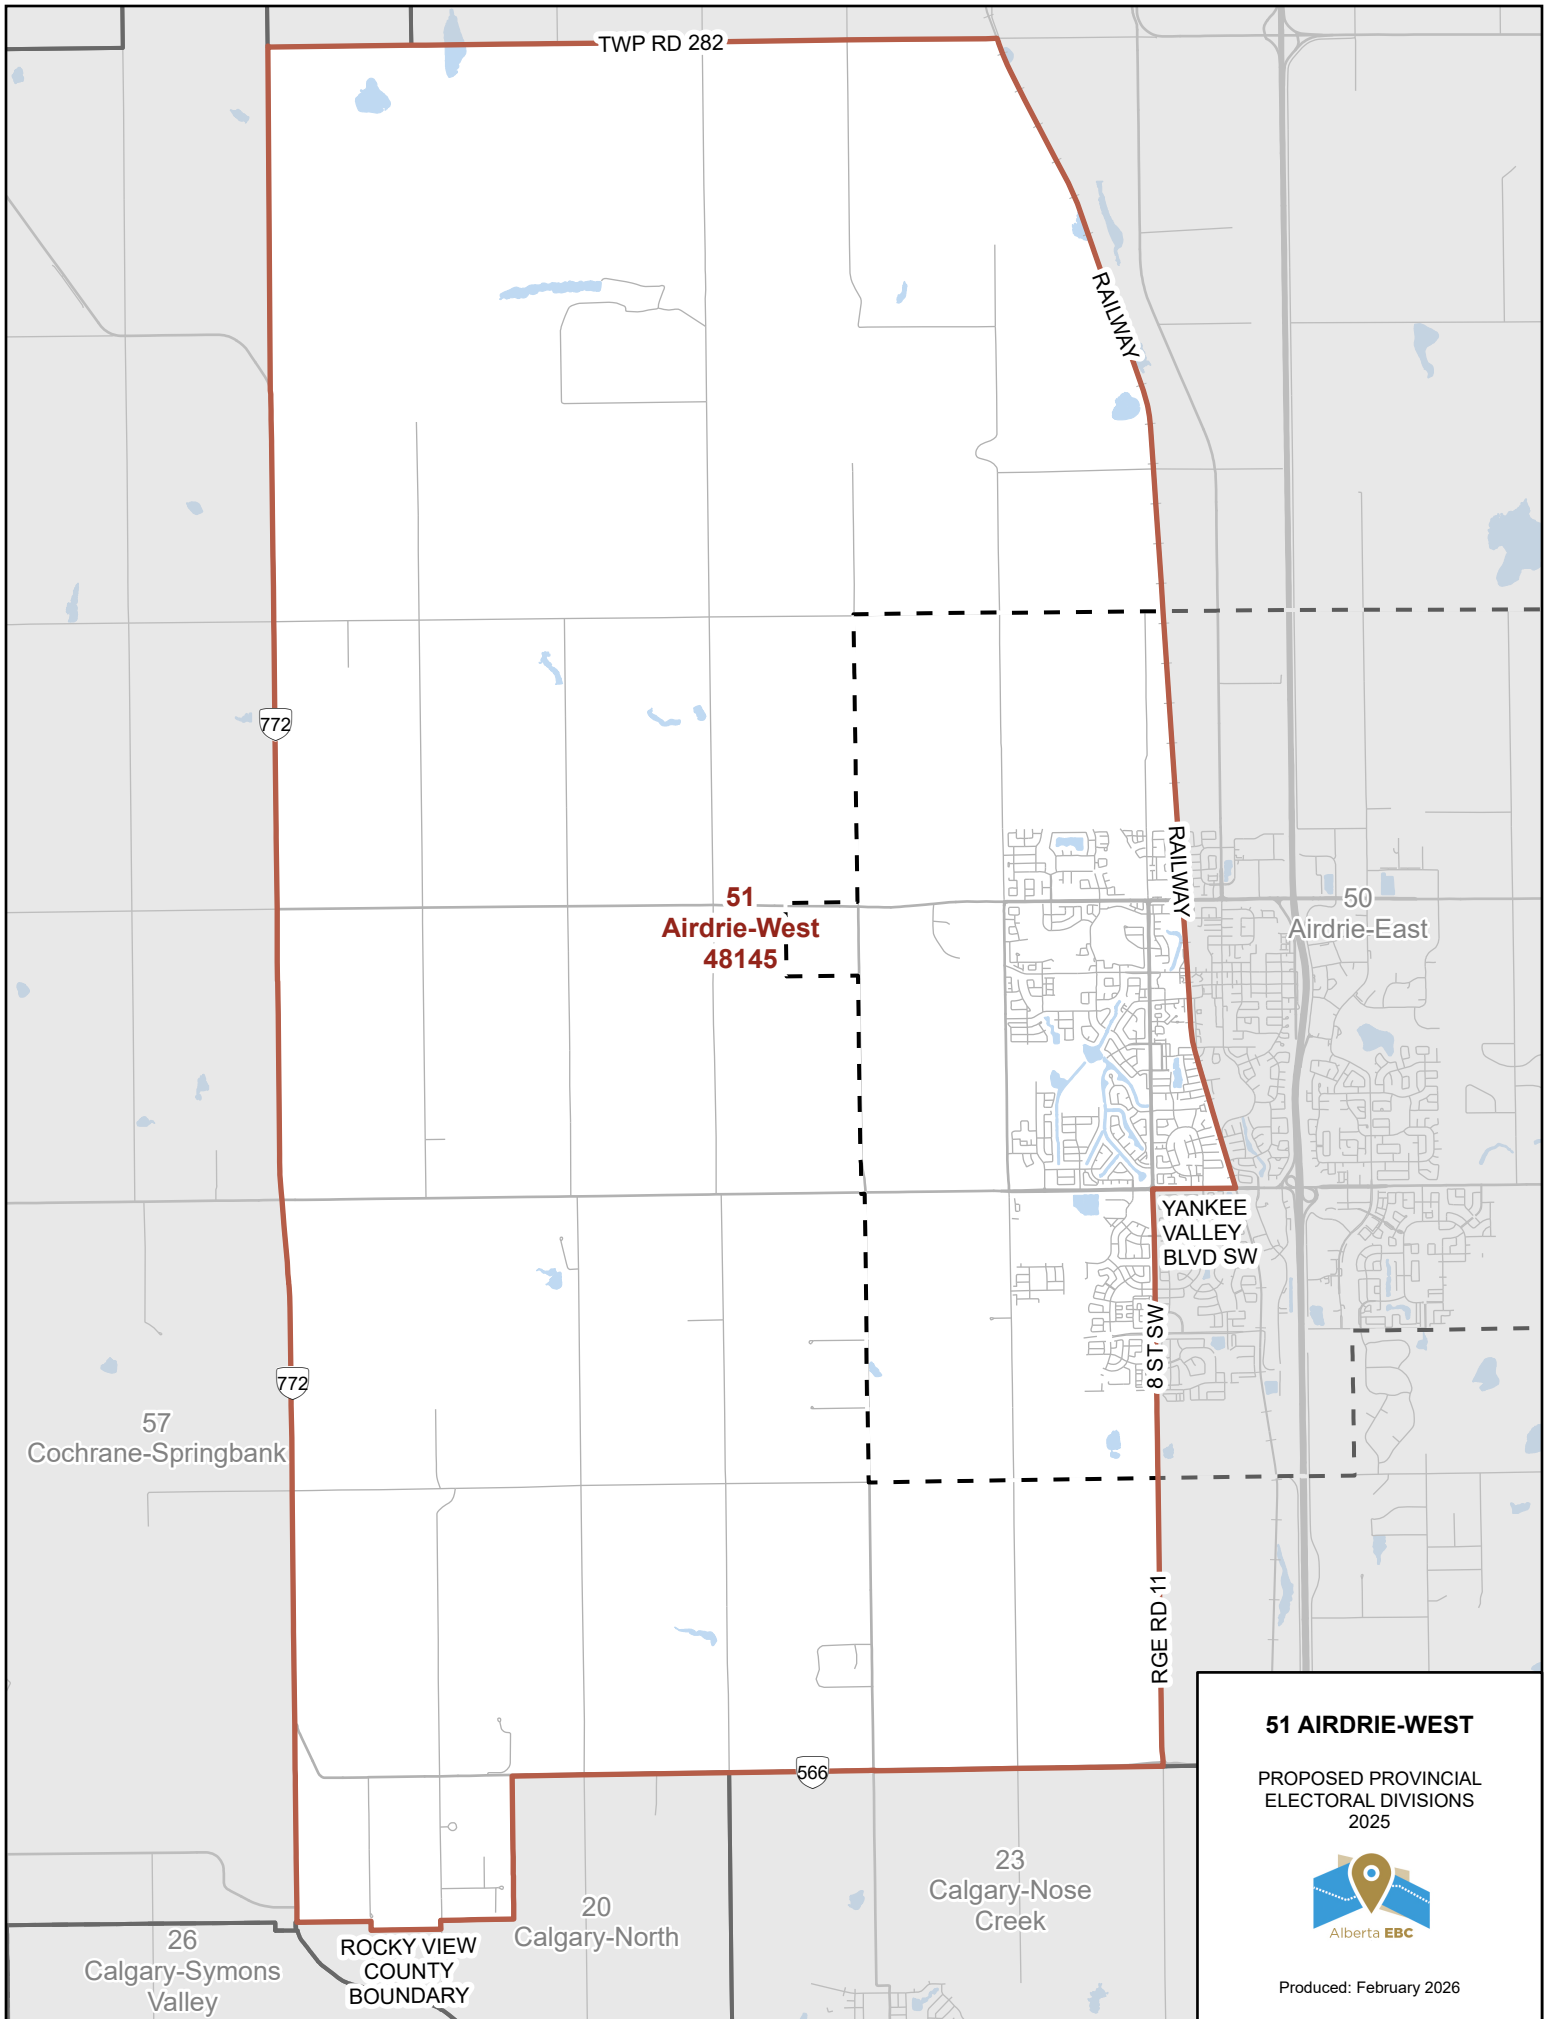 TWP RD 282
RAILWAY
772
RAILWAY
51
Airdrie-West
48145
50
Airdrie-East
YANKEE
VALLEY
BLVD SW
8 ST SW
772
57
Cochrane-Springbank
RGE RD 11
566
51 AIRDRIE-WEST
PROPOSED PROVINCIAL
ELECTORAL DIVISIONS
2025
Alberta EBC
Produced: February 2026
23
Calgary-Nose
Creek
20
Calgary-North
26
Calgary-Symons
Valley
ROCKY VIEW
COUNTY
BOUNDARY